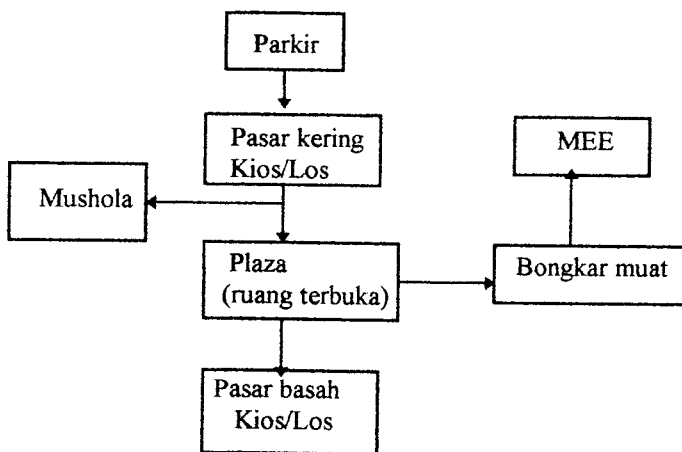 Parkir
Pasar kering
Kios/Los
MEE
Mushola
Plaza
(ruang terbuka)
Bongkar muat
Pasar basah
Kios/Los